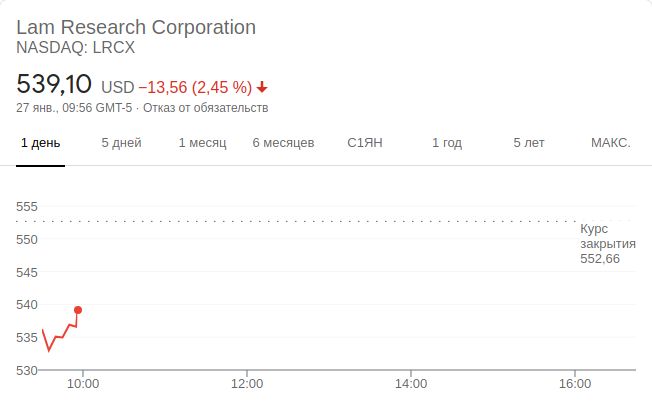 Lam Research Corporation
NASDAQ: LRCX
539,10 USD −13,56 (2,45 %)
27 янв., 09:56 GMT-5 · Отказ от обязательств
1 день 5 дней 1 месяц 6 месяцев С1ЯН 1 год 5 лет МАКС.
555
550
545
540
535
530
Курс
закрытия
552,66
10:00 12:00 14:00 16:00